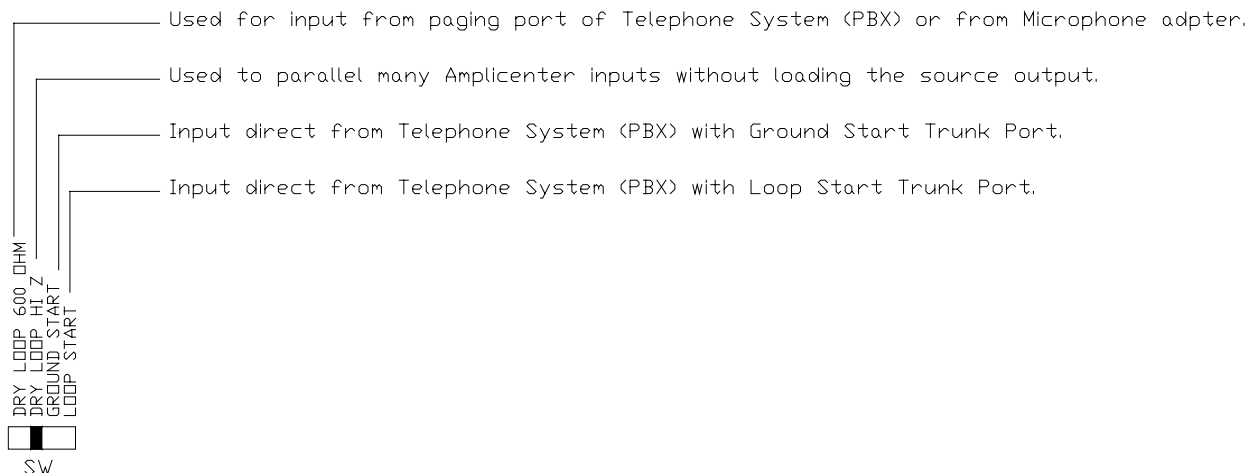 Used for input from paging port of Telephone System (PBX) or from Microphone adpter.
Used to parallel many Amplicenter inputs without loading the source output.
Input direct from Telephone System (PBX) with Ground Start Trunk Port.
Input direct from Telephone System (PBX) with Loop Start Trunk Port.
DRY LOOP 600 OHM
DRY LOOP HI Z
GROUND START
LOOP START
SW